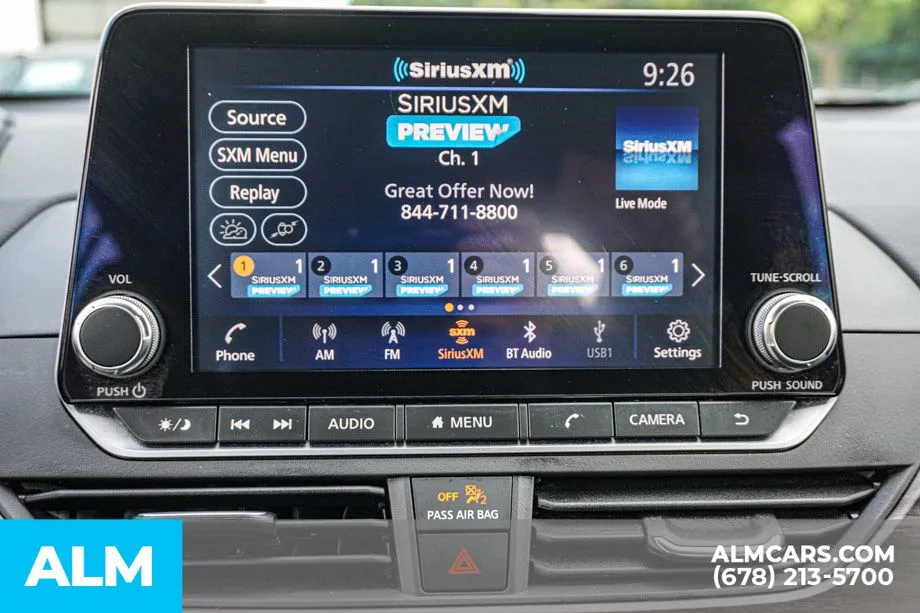 SiriusXM
9:26
SIRIUSXM
PREVIEW
Ch. 1
Great Offer Now!
844-711-8800
Source
SXM Menu
Replay
SiriusXM
Live Mode
1 1 SIRIUSXM PREVIEW
2 1 SIRIUSXM PREVIEW
3 1 SIRIUSXM PREVIEW
4 1 SIRIUSXM PREVIEW
5 1 SIRIUSXM PREVIEW
6 1 SIRIUSXM PREVIEW
VOL
TUNE·SCROLL
Phone
AM
FM
sxm
SiriusXM
BT Audio
USB1
Settings
PUSH
PUSH SOUND
AUDIO
MENU
CAMERA
OFF 2
PASS AIR BAG
ALM
ALMCARS.COM
(678) 213-5700